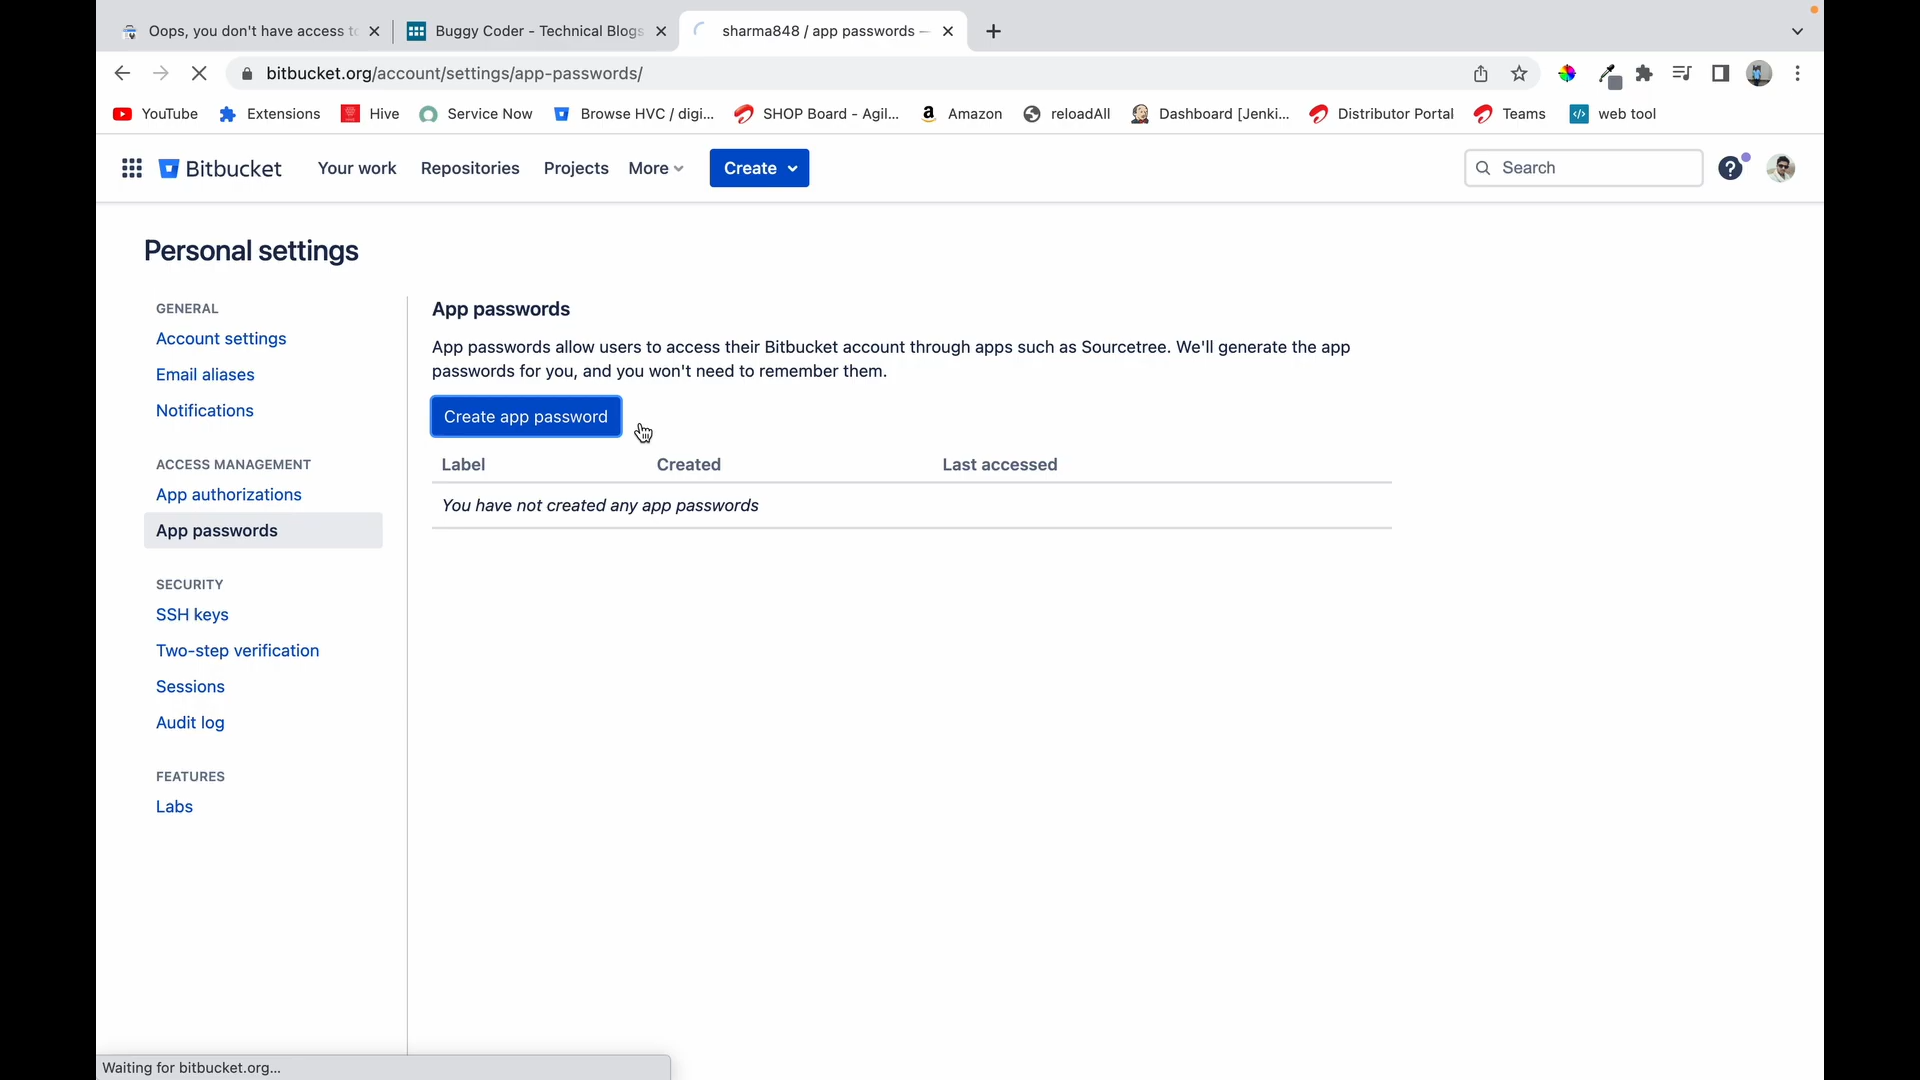 Oops, you don't have access to
Buggy Coder - Technical Blogs
sharma848 / app passwords —
bitbucket.org/account/settings/app-passwords/
YouTube
Extensions
Hive
Service Now
Browse HVC / digi...
SHOP Board - Agil...
Amazon
reloadAll
Dashboard [Jenki...
Distributor Portal
Teams
web tool
Bitbucket
Your work
Repositories
Projects
More
Create
Search
Personal settings
GENERAL
Account settings
Email aliases
Notifications
ACCESS MANAGEMENT
App authorizations
App passwords
SECURITY
SSH keys
Two-step verification
Sessions
Audit log
FEATURES
Labs
App passwords
App passwords allow users to access their Bitbucket account through apps such as Sourcetree. We'll generate the app
passwords for you, and you won't need to remember them.
Create app password
Label Created Last accessed
You have not created any app passwords
Waiting for bitbucket.org...